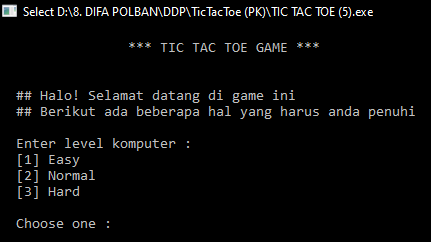 Select D:\8. DIFA POLBAN\DDP\TicTacToe (PK)\TIC TAC TOE (5).exe
*** TIC TAC TOE GAME ***
## Halo! Selamat datang di game ini
## Berikut ada beberapa hal yang harus anda penuhi
Enter level komputer :
[1] Easy
[2] Normal
[3] Hard
Choose one :